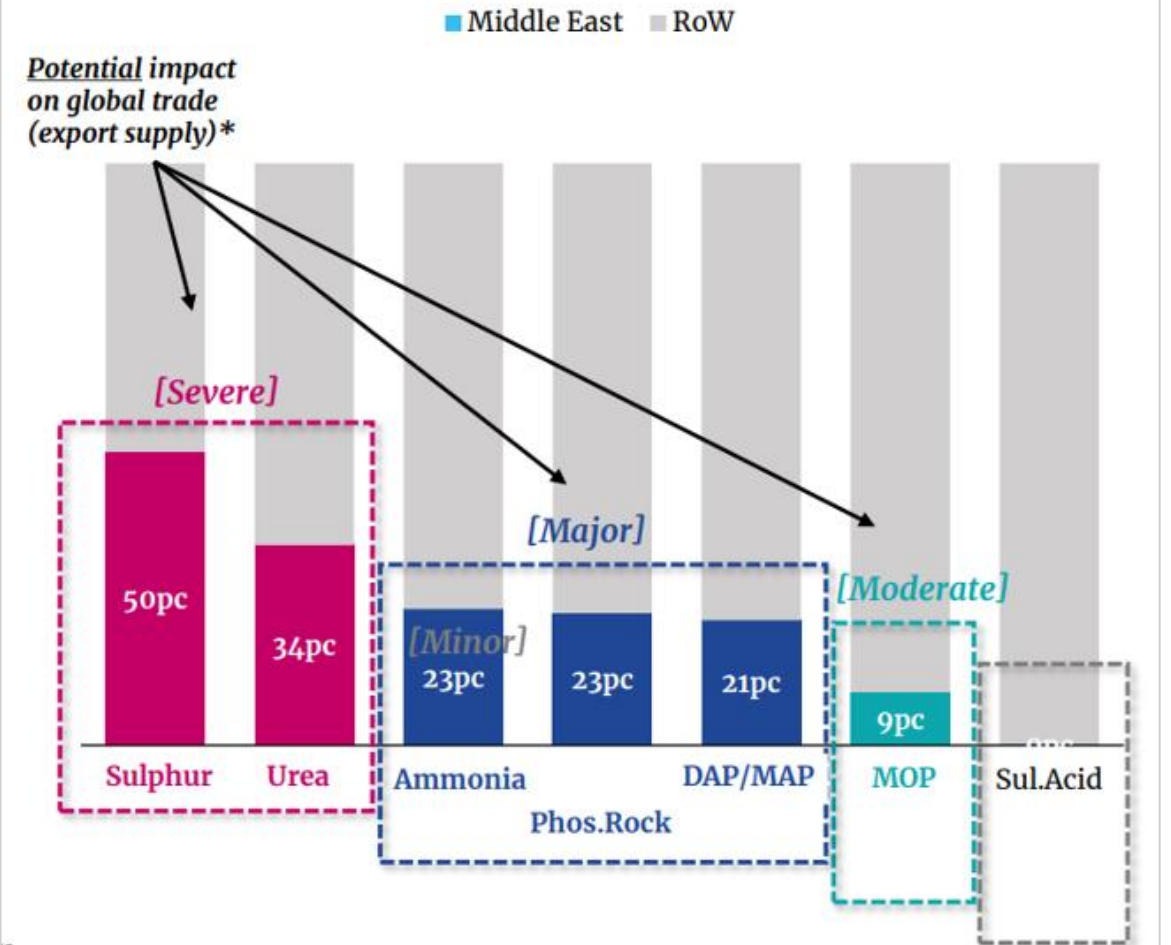 Middle East RoW
Potential impact
on global trade
(export supply)*
[Severe]
[Major]
[Moderate]
[Minor]
50pc
34pc
23pc
23pc
21pc
9pc
Sulphur
Urea
Ammonia
Phos.Rock
DAP/MAP
MOP
Sul.Acid